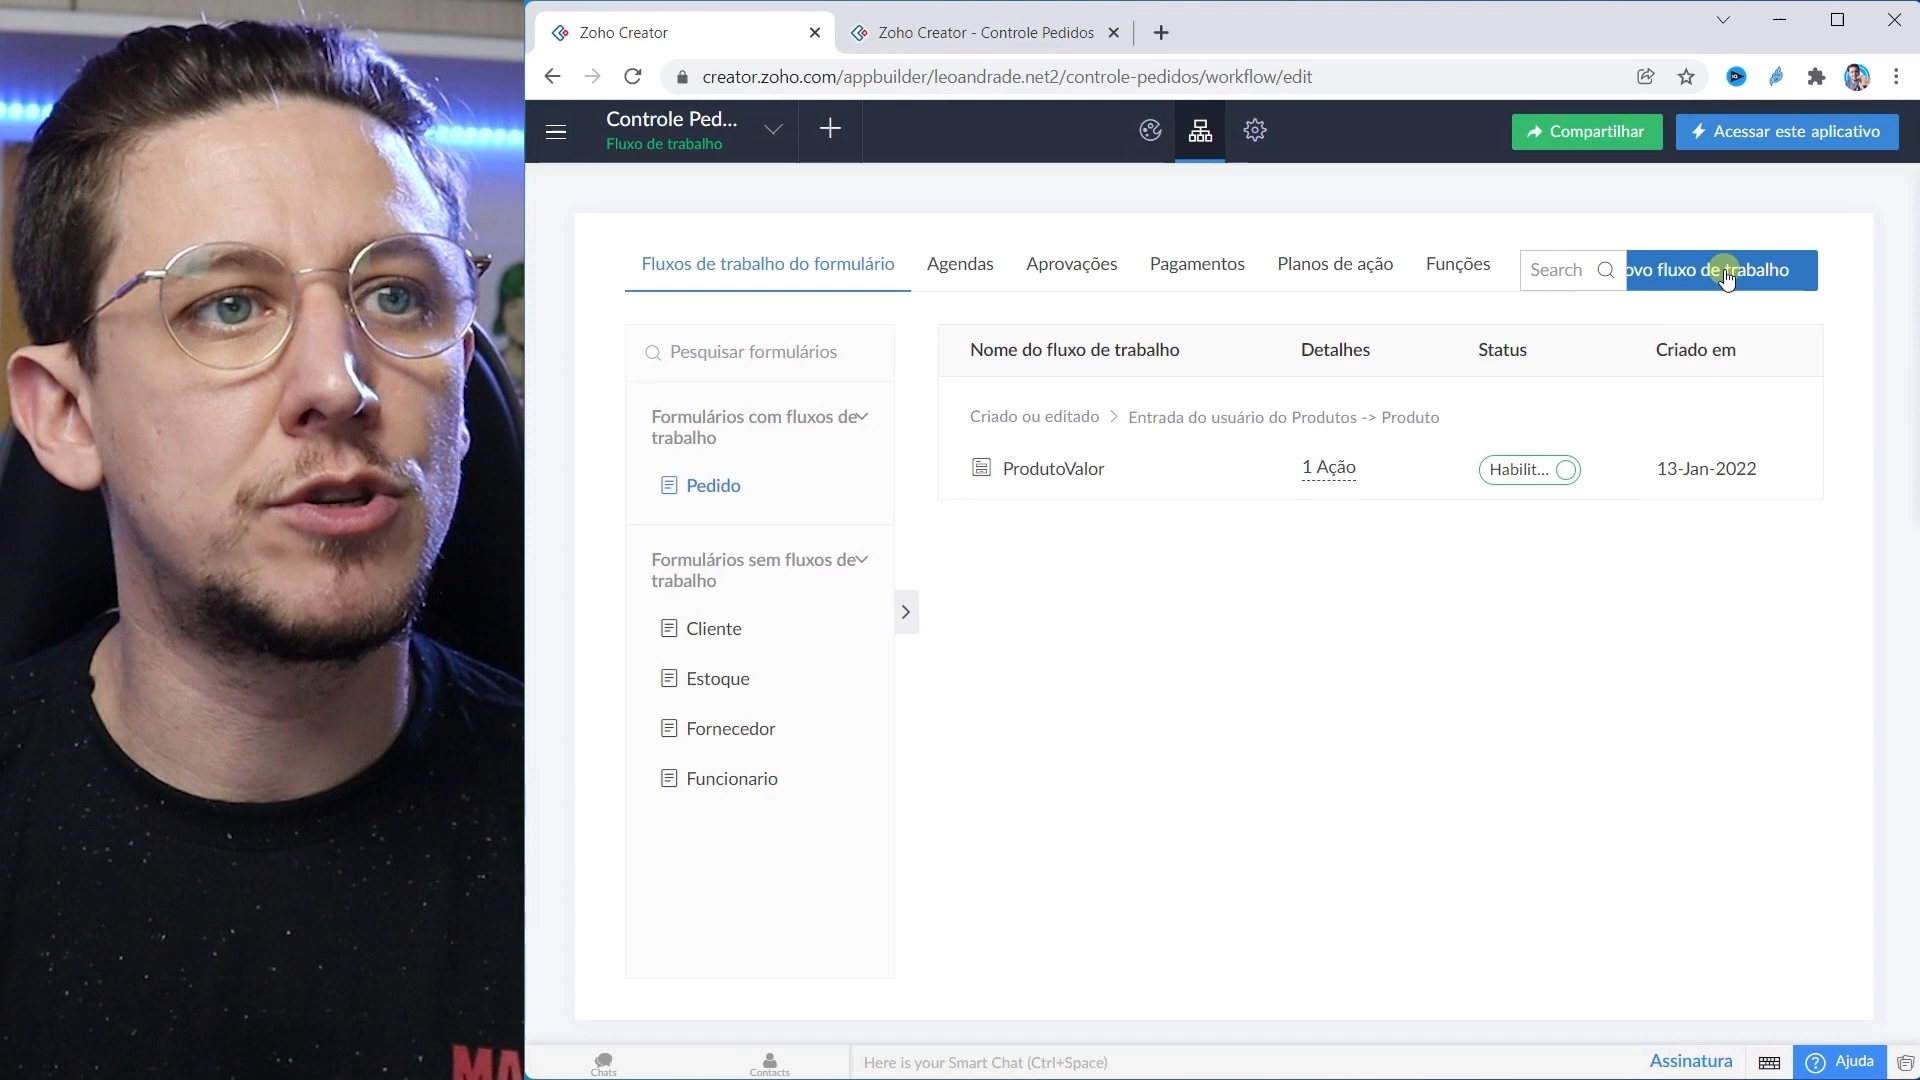 Zoho Creator
Zoho Creator - Controle Pedidos
creator.zoho.com/appbuilder/leoandrade.net2/controle-pedidos/workflow/edit
Controle Ped...
Fluxo de trabalho
Compartilhar
Acessar este aplicativo
Fluxos de trabalho do formulário
Agendas
Aprovações
Pagamentos
Planos de ação
Funções
Search
ovo fluxo de trabalho
Pesquisar formulários
Nome do fluxo de trabalho
Detalhes
Status
Criado em
Formulários com fluxos de
trabalho
Criado ou editado > Entrada do usuário do Produtos -> Produto
Pedido
ProdutoValor
1 Ação
Habilit...
13-Jan-2022
Formulários sem fluxos de
trabalho
Cliente
Estoque
Fornecedor
Funcionario
MA
Chats
Contacts
Here is your Smart Chat (Ctrl+Space)
Assinatura
Ajuda